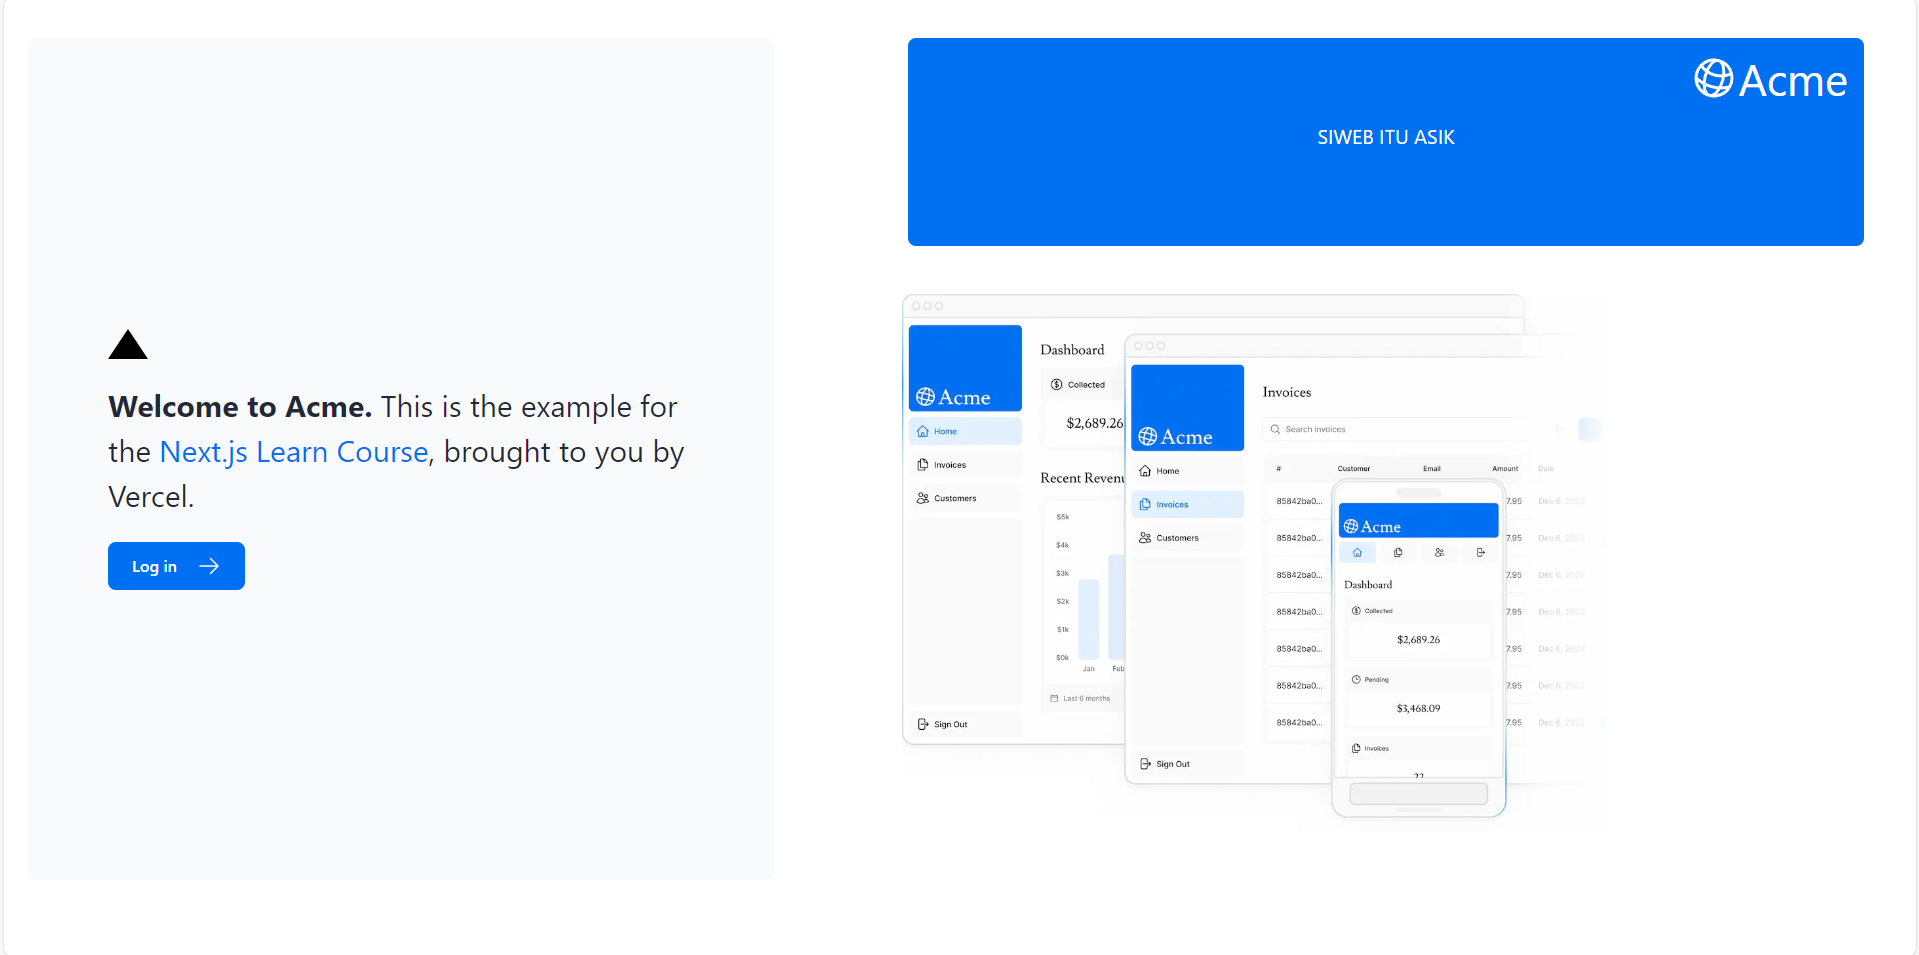 Welcome to Acme. This is the example for
the Next.js Learn Course, brought to you by
Vercel.
Log in
Acme
SIWEB ITU ASIK
Acme
Home
Invoices
Customers
Sign Out
Dashboard
Collected
$2,689.26
Recent Revenu
$5k
$4k
$3k
$2k
$1k
$0k
Jan
Feb
Last 6 months
Acme
Home
Invoices
Customers
Sign Out
Invoices
Search invoices
# Customer Email Amount Date
85842ba0... 7.95 Dec 6, 2022
85842ba0... 7.95 Dec 6, 2022
85842ba0... 7.95 Dec 6, 2022
85842ba0... 7.95 Dec 6, 2022
85842ba0... 7.95 Dec 6, 2022
85842ba0... 7.95 Dec 6, 2022
85842ba0... 7.95 Dec 6, 2022
Acme
Dashboard
Collected
$2,689.26
Pending
$3,468.09
Invoices
22